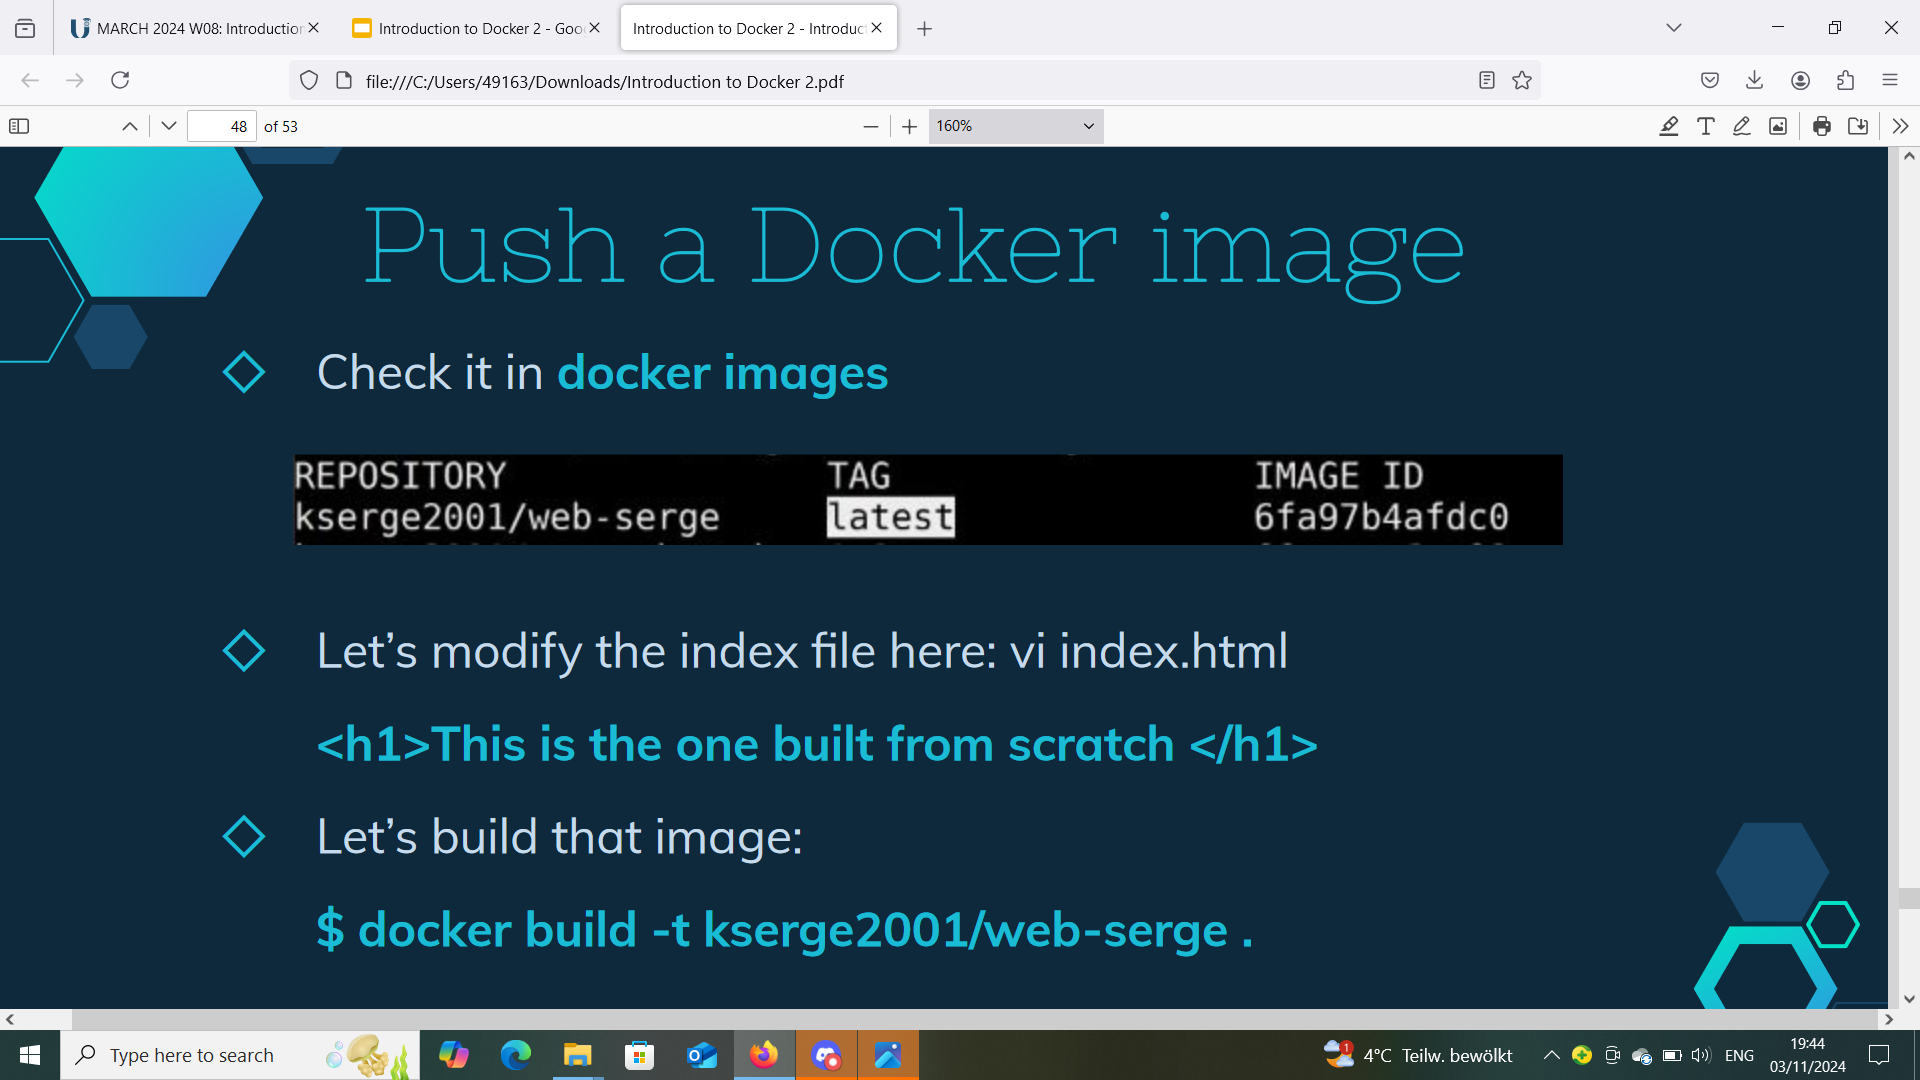 MARCH 2024 W08: Introduction
Introduction to Docker 2 - Goo
Introduction to Docker 2 - Introduc
file:///C:/Users/49163/Downloads/Introduction to Docker 2.pdf
48 of 53
160%
Push a Docker image
Check it in docker images
REPOSITORY TAG IMAGE ID
kserge2001/web-serge latest 6fa97b4afdc0
Let’s modify the index file here: vi index.html
<h1>This is the one built from scratch </h1>
Let’s build that image:
$ docker build -t kserge2001/web-serge .
Type here to search
1
4°C Teilw. bewölkt
ENG
19:44
03/11/2024